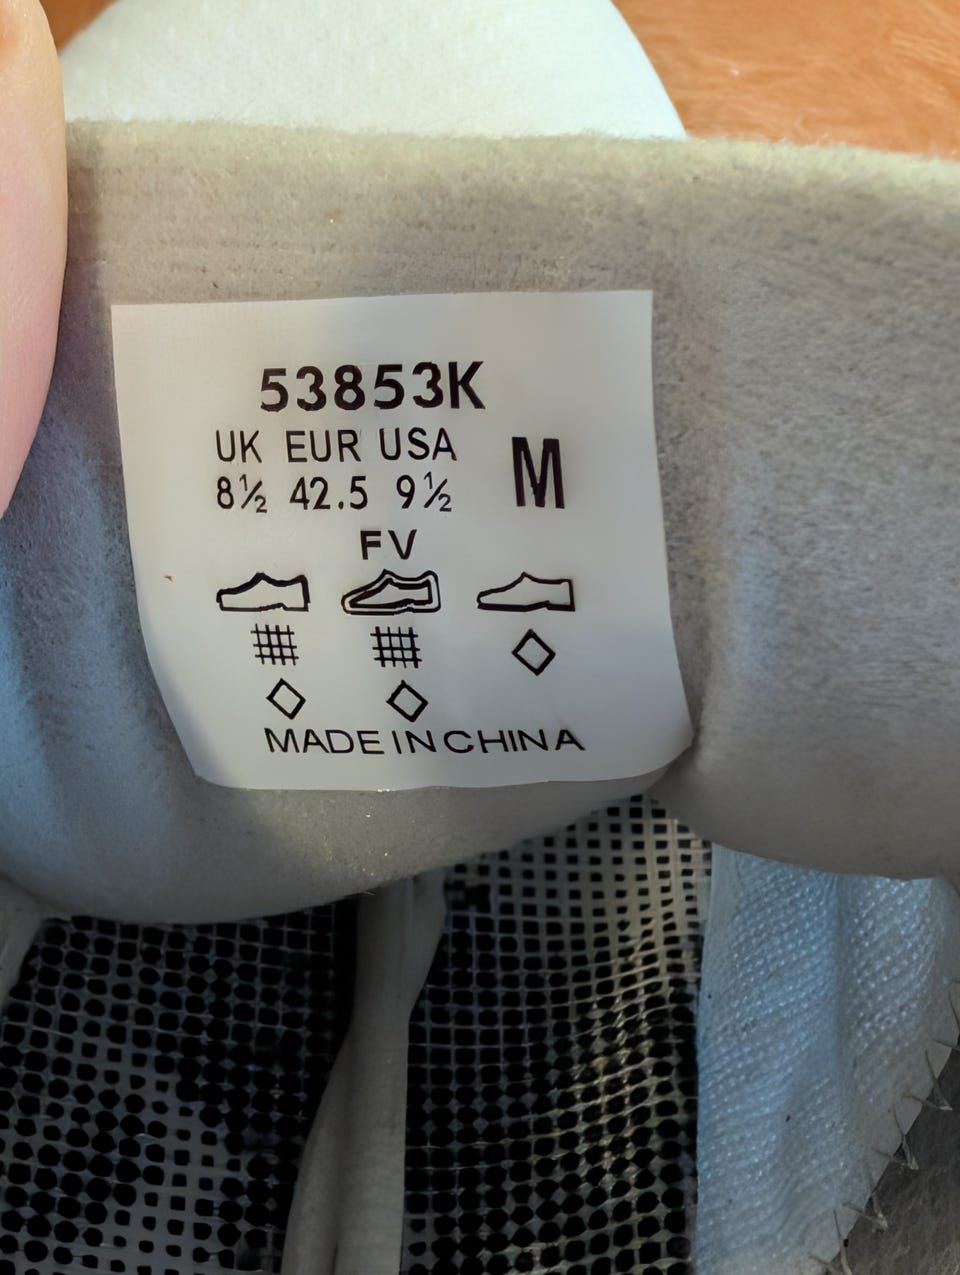 53853K
UK EUR USA
8½ 42.5 9½
M
FV
MADE IN CHINA